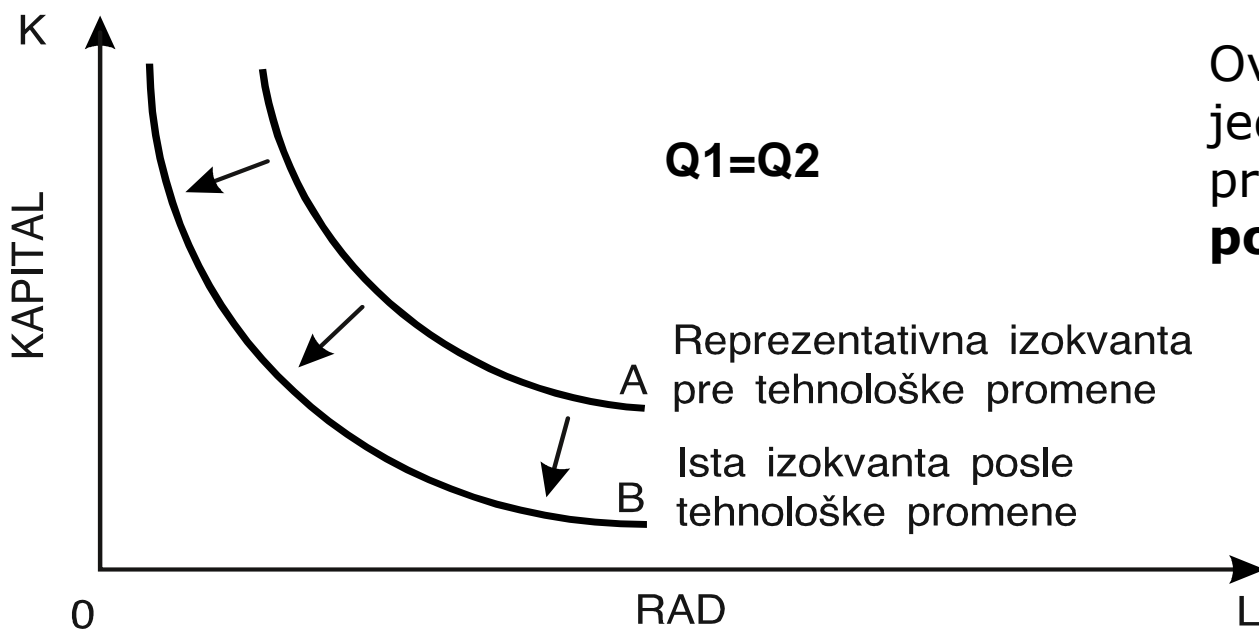 K
KAPITAL
Q1=Q2
A
Reprezentativna izokvanta
pre tehnološke promene
B
Ista izokvanta posle
tehnološke promene
0
RAD
L